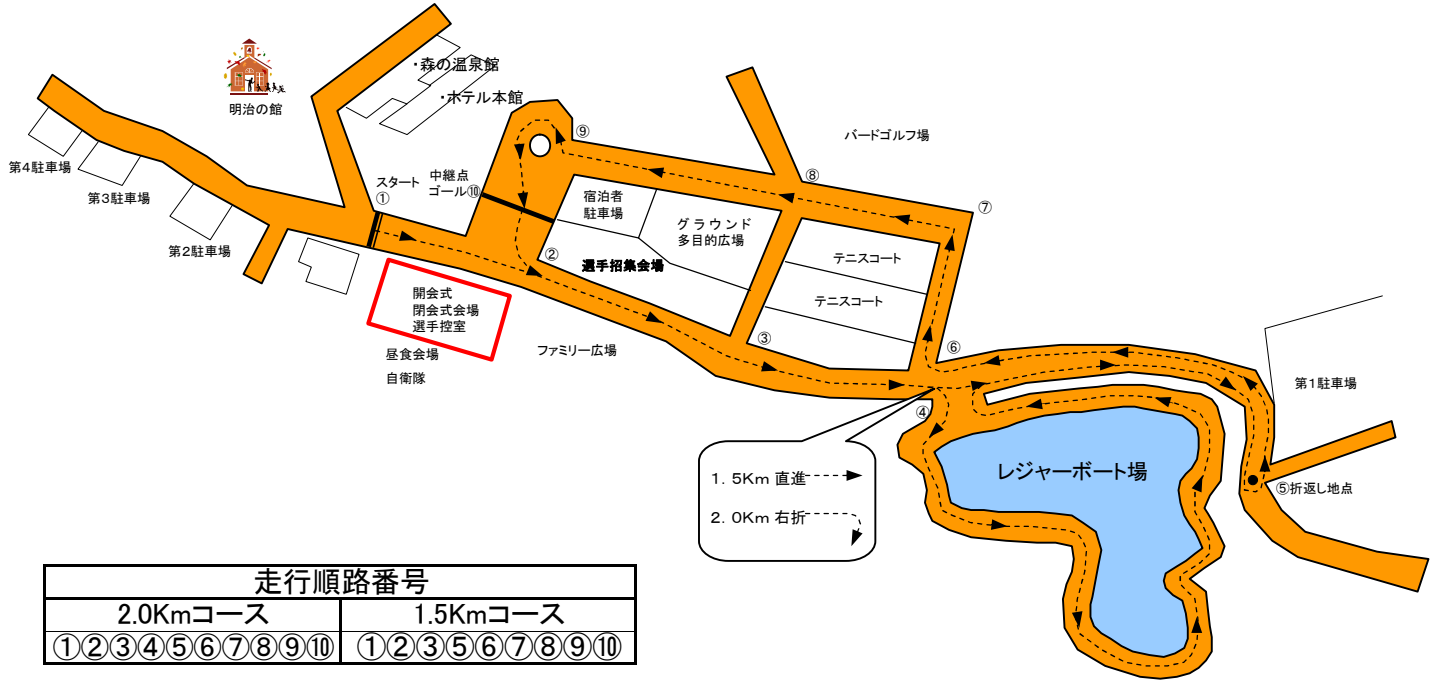 ・森の温泉館
・ホテル本館
明治の館
第4駐車場
第3駐車場
第2駐車場
スタート
①
中継点
ゴール⑩
⑨
バードゴルフ場
⑧
⑦
宿泊者
駐車場
グラウンド
多目的広場
②
選手招集会場
テニスコート
テニスコート
開会式
閉会式会場
選手控室
昼食会場
自衛隊
ファミリー広場
③
⑥
④
第1駐車場
レジャーボート場
⑤折返し地点
1.5Km 直進
2.0Km 右折
走行順路番号
2.0Kmコース
1.5Kmコース
①②③④⑤⑥⑦⑧⑨⑩
①②③⑤⑥⑦⑧⑨⑩